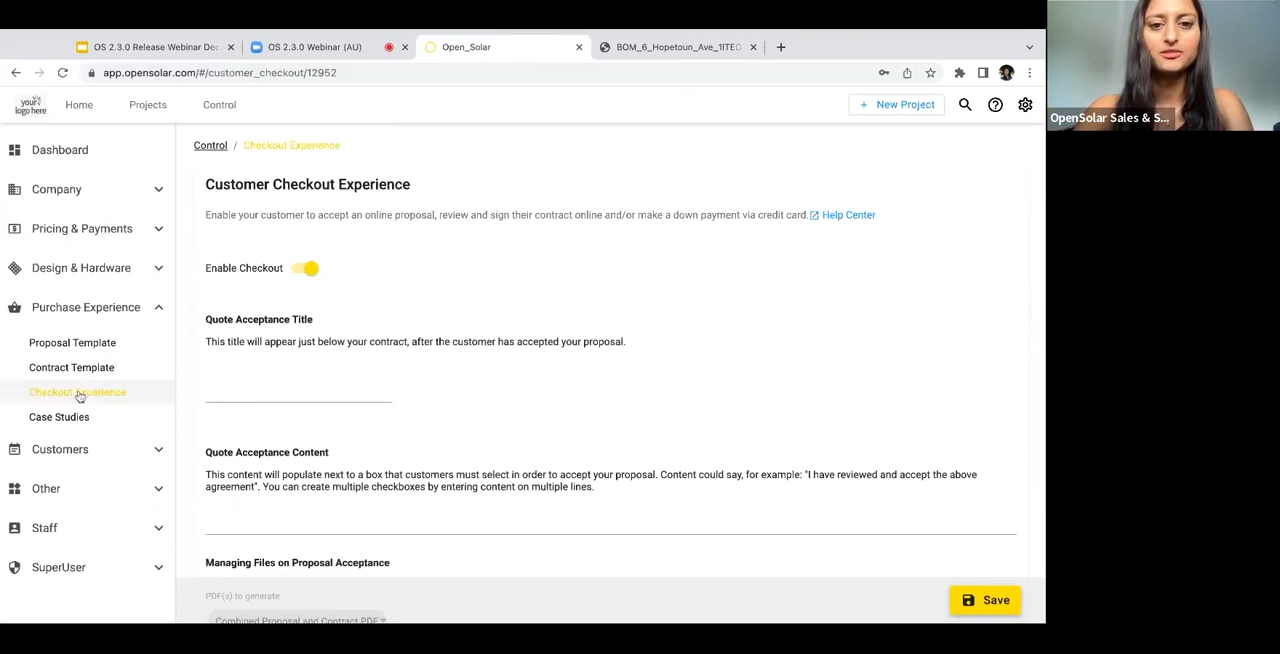 OS 2.3.0 Release Webinar Dec
OS 2.3.0 Webinar (AU)
Open_Solar
BOM_6_Hopetoun_Ave_1ITEC
app.opensolar.com/#/customer_checkout/12952
your logo here
Home
Projects
Control
+ New Project
OpenSolar Sales & S...
Dashboard
Company
Pricing & Payments
Design & Hardware
Purchase Experience
Proposal Template
Contract Template
Checkout Experience
Case Studies
Customers
Other
Staff
SuperUser
Control / Checkout Experience
Customer Checkout Experience
Enable your customer to accept an online proposal, review and sign their contract online and/or make a down payment via credit card. Help Center
Enable Checkout
Quote Acceptance Title
This title will appear just below your contract, after the customer has accepted your proposal.
Quote Acceptance Content
This content will populate next to a box that customers must select in order to accept your proposal. Content could say, for example: "I have reviewed and accept the above
agreement". You can create multiple checkboxes by entering content on multiple lines.
Managing Files on Proposal Acceptance
PDF(s) to generate
Combined Proposal and Contract PDF
Save